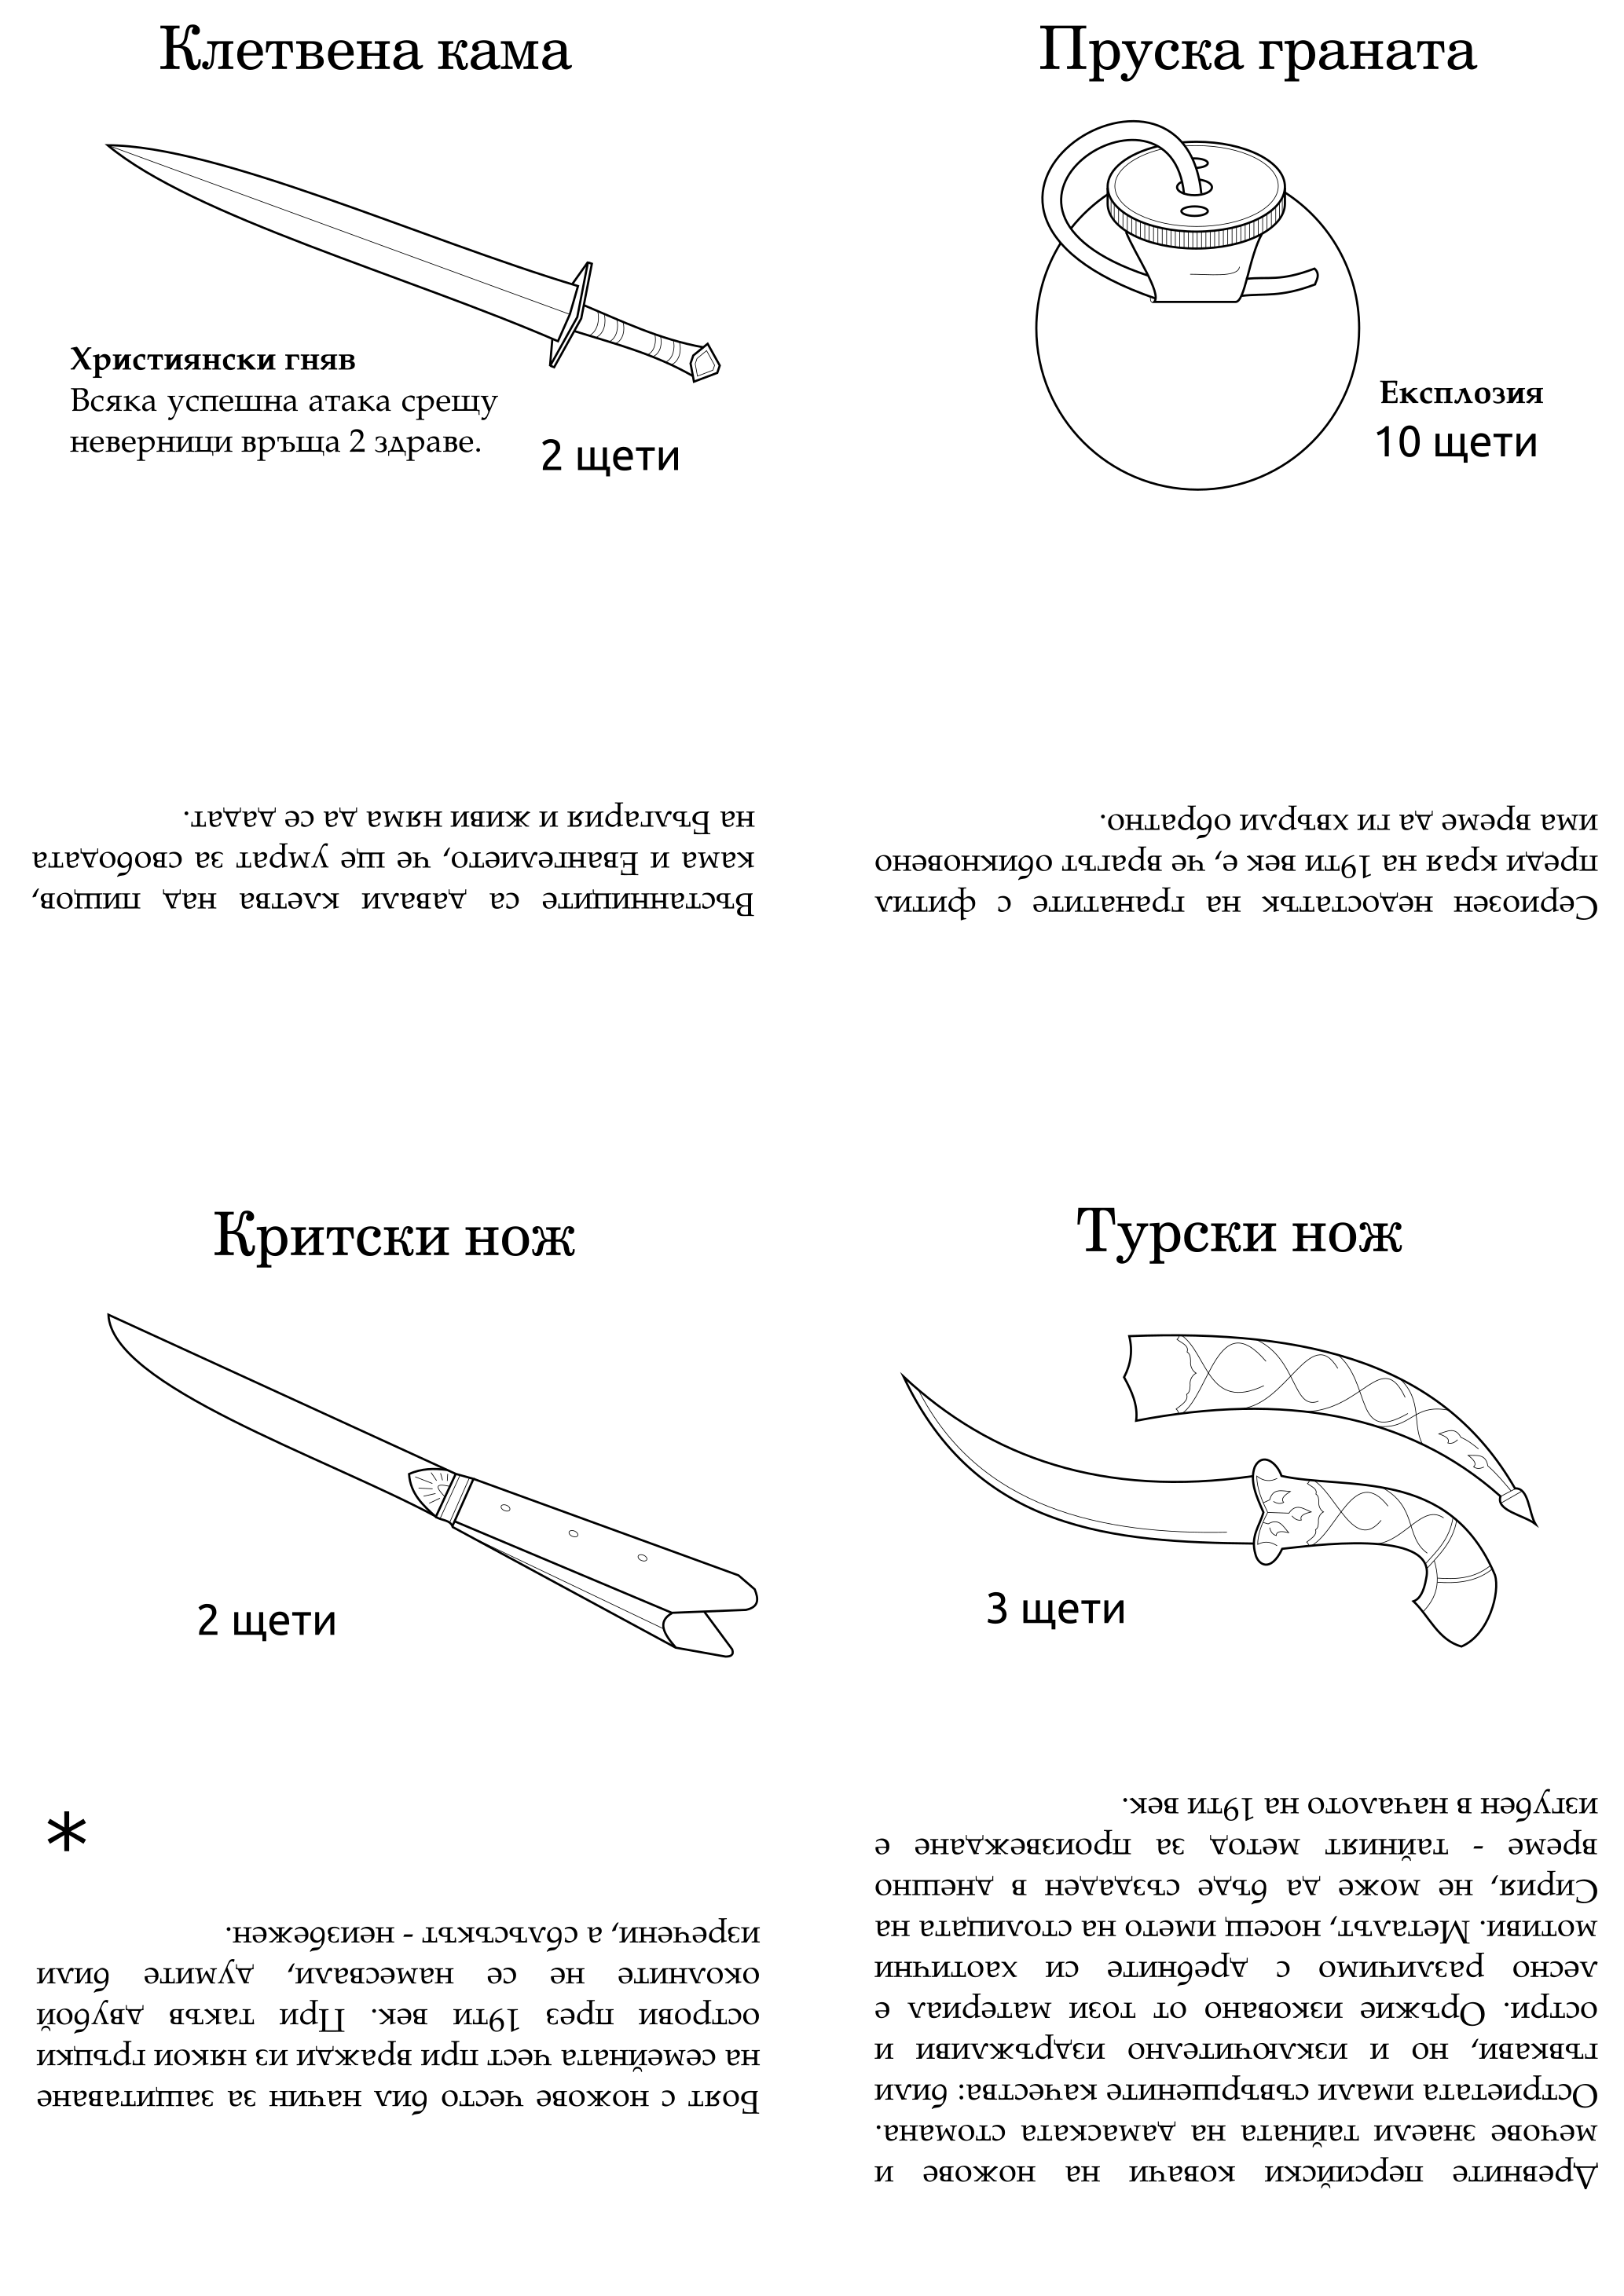 Клетвена кама
Християнски гняв
Всяка успешна атака срещу
неверници връща 2 здраве.
2 щети
Въстанниците са давали клетва над пищов,
кама и Евангелието, че ще умрат за свободата
на България и живи няма да се дадат.
Пруска граната
Експлозия
10 щети
Сериозен недостатък на гранатите с фитил
преди края на 19ти век е, че врагът обикновено
има време да ги хвърли обратно.
Критски нож
2 щети
*
Боят с ножове често бил начин за защитаване
на семейната чест при вражди из някои гръцки
острови през 19ти век. При такъв двубой
околните не се намесвали, думите били
изречени, а сблъсъкът - неизбежен.
Турски нож
3 щети
Древните персийски ковачи на ножове и
мечове знаели тайната на дамаската стомана.
Остриетата имали съвършените качества: били
гъвкави, но и изключително издръжливи и
остри. Оръжие изковано от този материал е
лесно различимо с дребните си хаотични
мотиви. Металът, носещ името на столицата на
Сирия, не може да бъде създаден в днешно
време - тайният метод за произвеждане е
изгубен в началото на 19ти век.